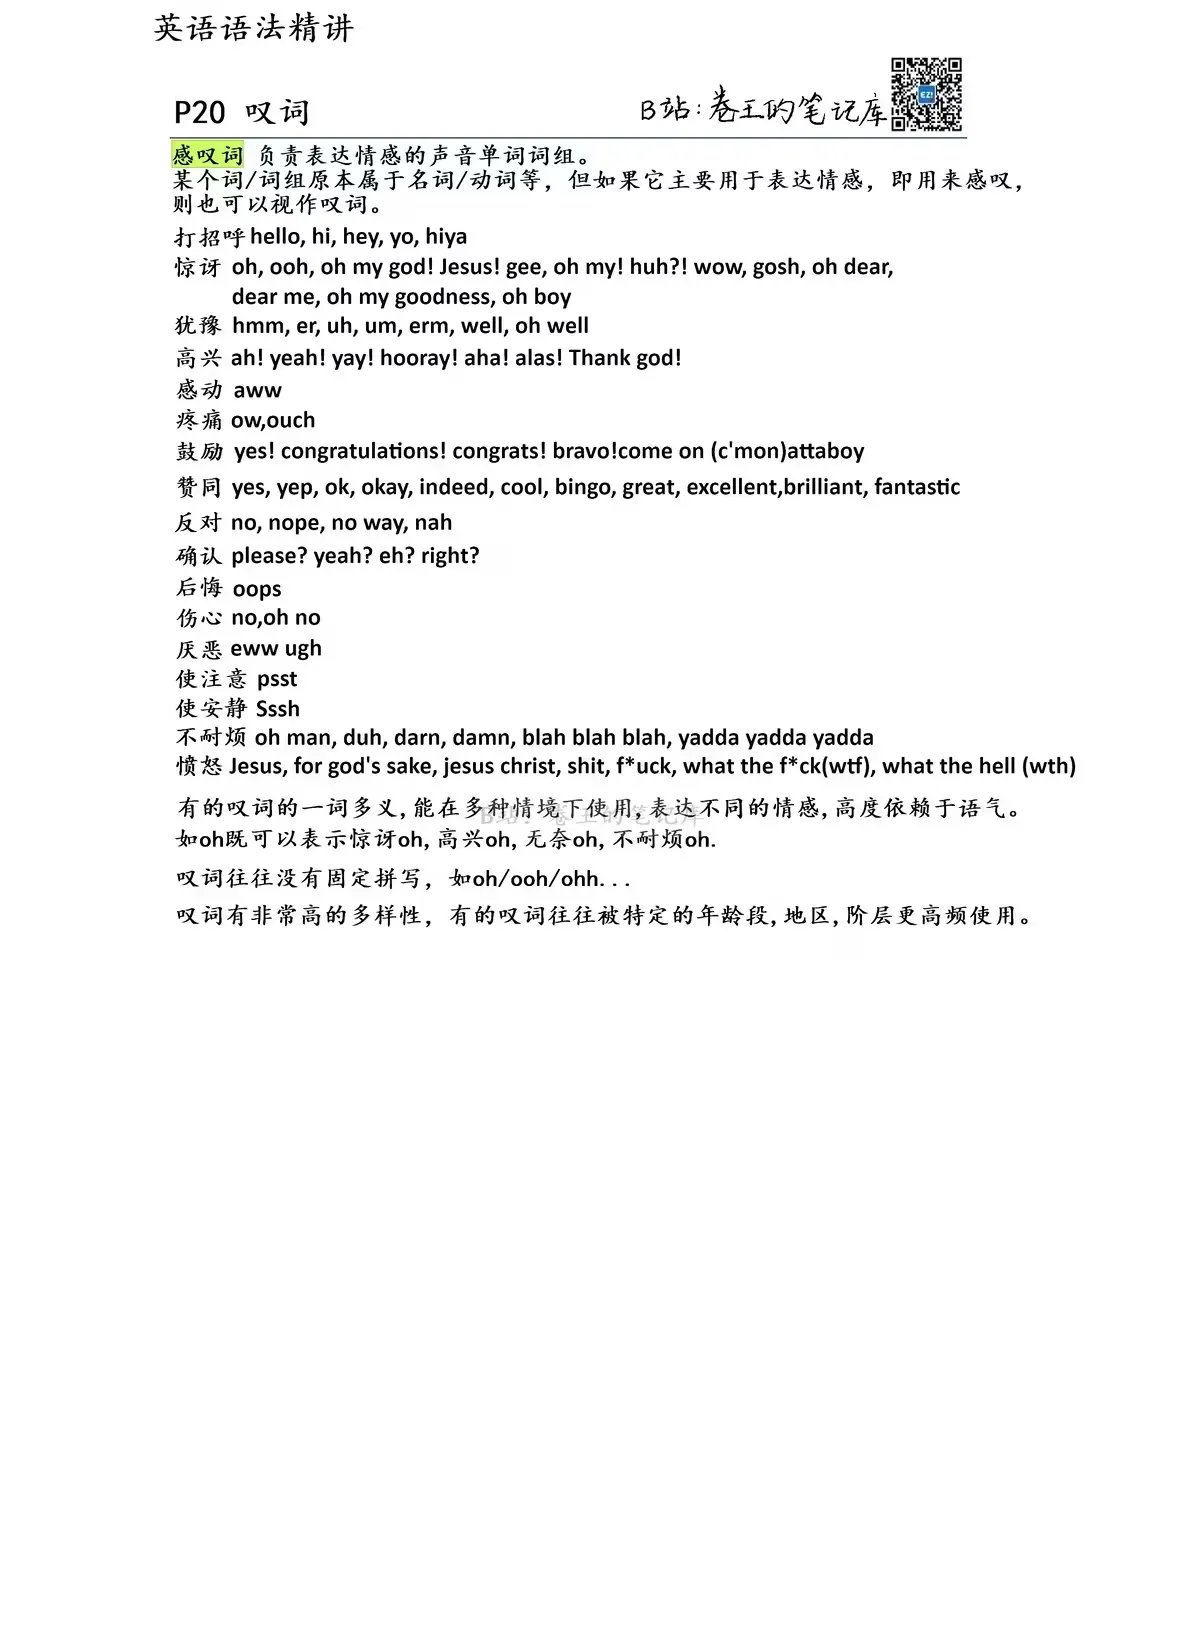 英语语法精讲
P20 叹词
B站:卷王的笔记库
EZ!
感叹词 负责表达情感的声音单词词组。
某个词/词组原本属于名词/动词等，但如果它主要用于表达情感，即用来感叹，
则也可以视作叹词。
打招呼 hello, hi, hey, yo, hiya
惊讶 oh, ooh, oh my god! Jesus! gee, oh my! huh?! wow, gosh, oh dear,
dear me, oh my goodness, oh boy
犹豫 hmm, er, uh, um, erm, well, oh well
高兴 ah! yeah! yay! hooray! aha! alas! Thank god!
感动 aww
疼痛 ow,ouch
鼓励 yes! congratulations! congrats! bravo!come on (c'mon)attaboy
赞同 yes, yep, ok, okay, indeed, cool, bingo, great, excellent,brilliant, fantastic
反对 no, nope, no way, nah
确认 please? yeah? eh? right?
后悔 oops
伤心 no,oh no
厌恶 eww ugh
使注意 psst
使安静 Sssh
不耐烦 oh man, duh, darn, damn, blah blah blah, yadda yadda yadda
愤怒 Jesus, for god's sake, jesus christ, shit, f*uck, what the f*ck(wtf), what the hell (wth)
有的叹词的一词多义,能在多种情境下使用,表达不同的情感,高度依赖于语气。
B站：卷王的笔记库
如oh既可以表示惊讶oh,高兴oh,无奈oh,不耐烦oh.
叹词往往没有固定拼写，如oh/ooh/ohh...
叹词有非常高的多样性，有的叹词往往被特定的年龄段,地区,阶层更高频使用。